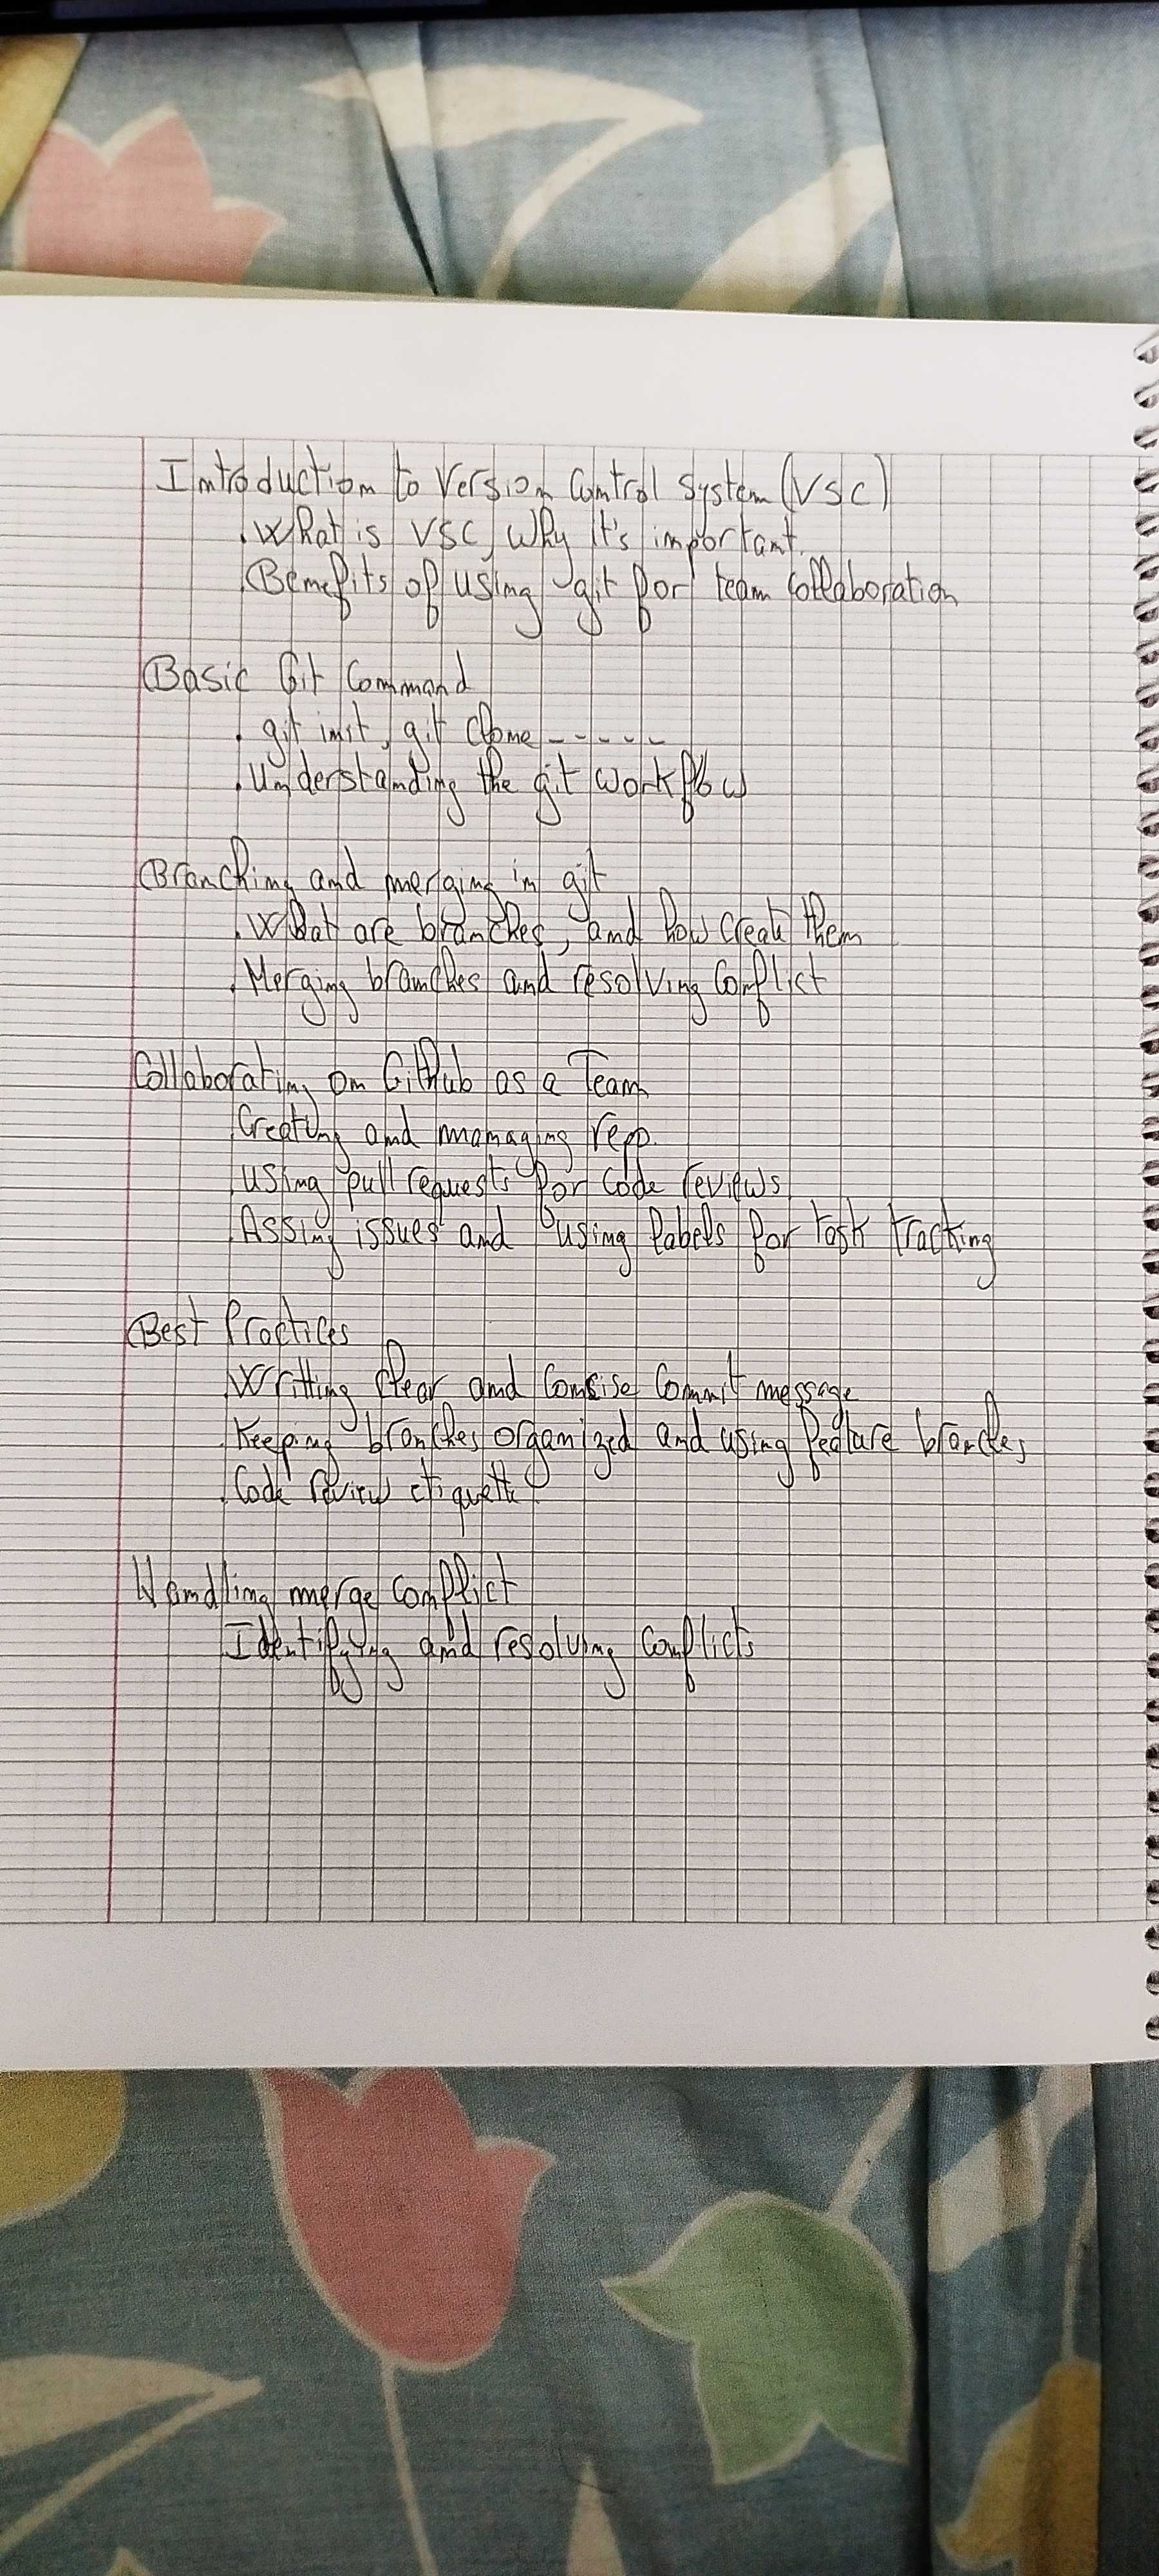 Introduction to Version Control System (VSC)
. What is VSC, Why it's important.
. Benefits of using git for team collaboration
Basic Git Command
. git init, git clone - - - - -
. Understanding the git workflow
Branching and merging in git
. What are branches, and how create them
. Merging branches and resolving Conflict
Collaborating on GitHub as a Team
. Creating and managing repo.
. Using pull requests for code reviews
. Assing issues and using labels for task tracking
Best Practices
. Writting clear and concise commit message
. Keeping branches organized and using feature branches
. Code review etiquette
Handling merge conflict
. Identifying and resolving conflicts